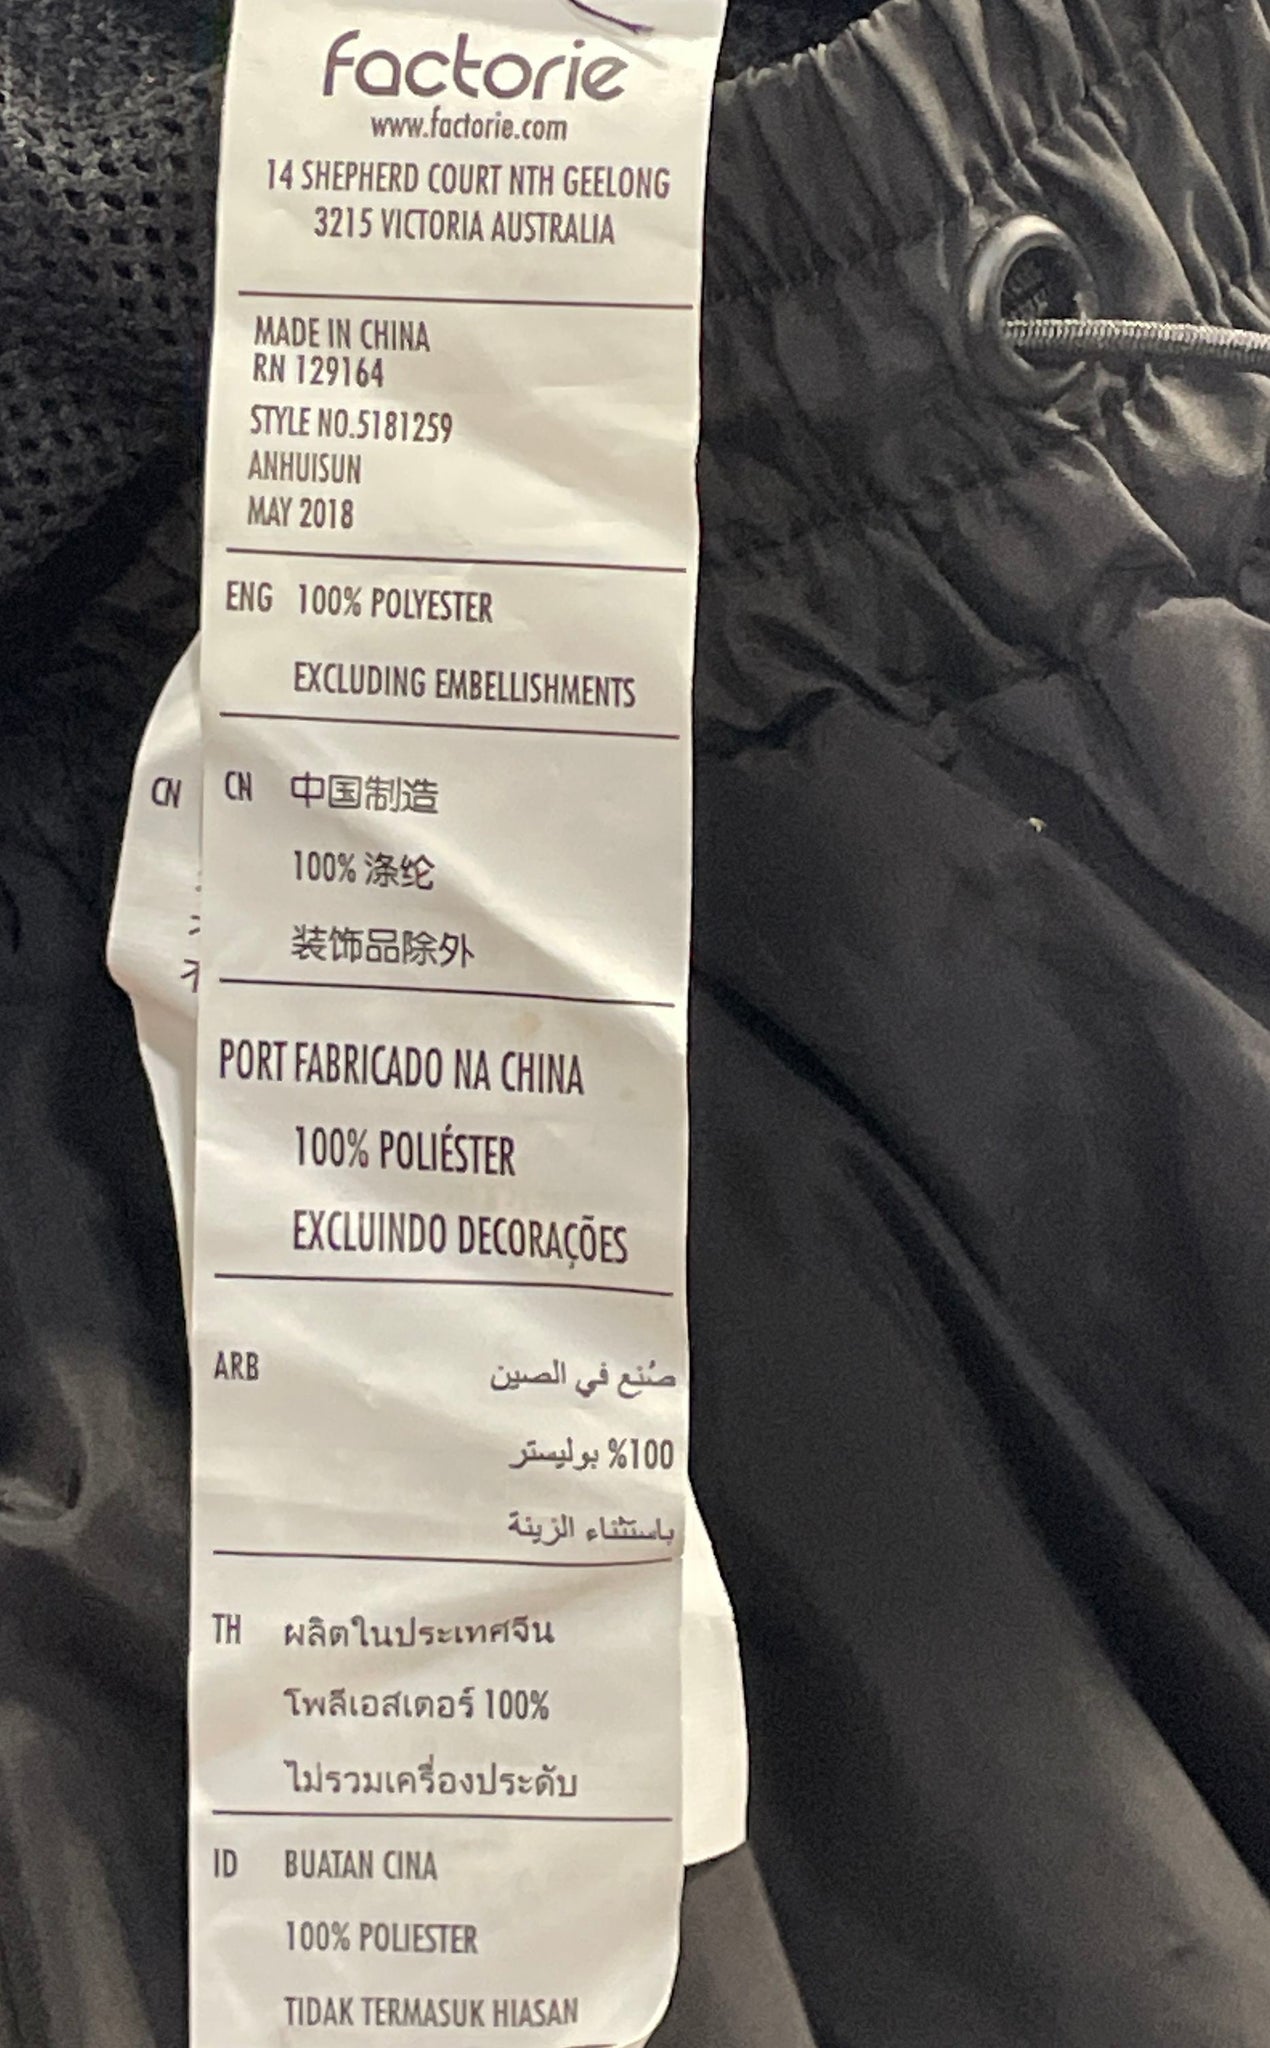 factorie
www.factorie.com
14 SHEPHERD COURT NTH GEELONG
3215 VICTORIA AUSTRALIA
MADE IN CHINA
RN 129164
STYLE NO.5181259
ANHUISUN
MAY 2018
ENG 100% POLYESTER
EXCLUDING EMBELLISHMENTS
CN
CN 中国制造
100% 涤纶
装饰品除外
PORT FABRICADO NA CHINA
100% POLIÉSTER
EXCLUINDO DECORAÇÕES
ARB صُنع في الصين
100% بوليستر
باستثناء الزينة
TH ผลิตในประเทศจีน
โพลีเอสเตอร์ 100%
ไม่รวมเครื่องประดับ
ID BUATAN CINA
100% POLIESTER
TIDAK TERMASUK HIASAN